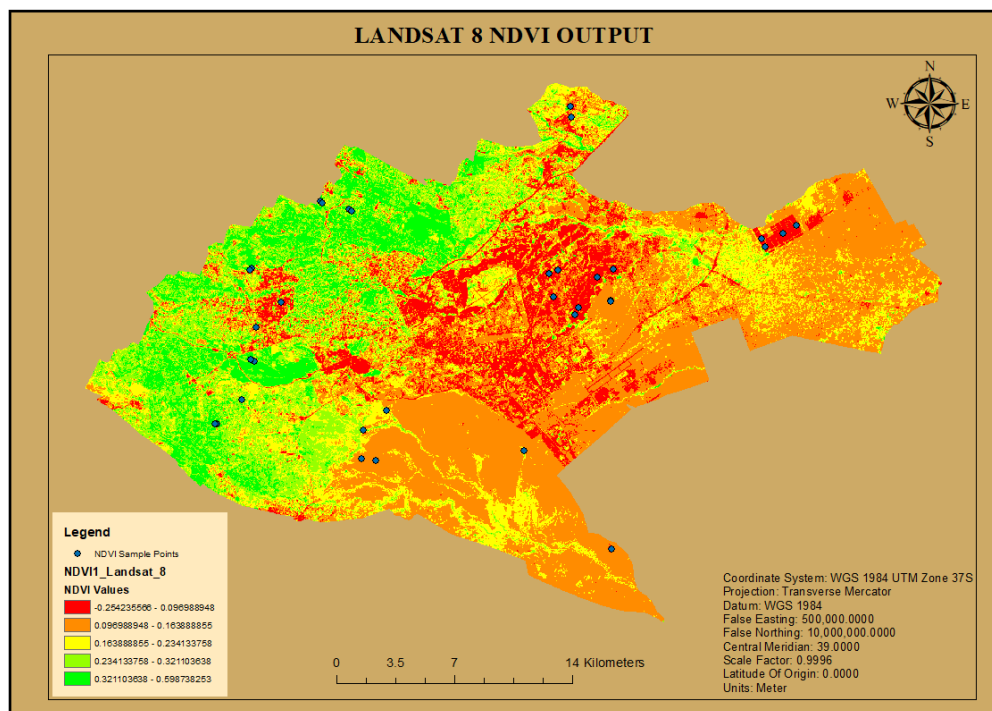 LANDSAT 8 NDVI OUTPUT
N
W E
S
Legend
NDVI Sample Points
NDVI1_Landsat_8
NDVI Values
-0.254235566 - 0.096988948
0.096988948 - 0.163888855
0.163888855 - 0.234133758
0.234133758 - 0.321103638
0.321103638 - 0.598738253
0 3.5 7 14 Kilometers
Coordinate System: WGS 1984 UTM Zone 37S
Projection: Transverse Mercator
Datum: WGS 1984
False Easting: 500,000.0000
False Northing: 10,000,000.0000
Central Meridian: 39.0000
Scale Factor: 0.9996
Latitude Of Origin: 0.0000
Units: Meter